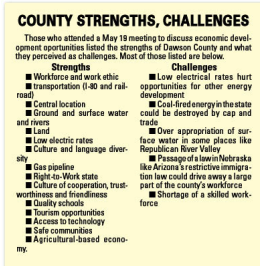 COUNTY STRENGTHS, CHALLENGES
Those who attended a May 19 meeting to discuss economic devel-
opment oportunities listed the strengths of Dawson County and what
they perceived as challenges. Most of those listed are below.
Strengths
■ Workforce and work ethic
■ transportation (I-80 and rail-
road)
■ Central location
■ Ground and surface water
and rivers
■ Land
■ Low electric rates
■ Culture and language diver-
sity
■ Gas pipeline
■ Right-to-Work state
■ Culture of cooperation, trust-
worthiness and friendliness
■ Quality schools
■ Tourism opportunities
■ Access to technology
■ Safe communities
■ Agricultural-based econo-
my.
Challenges
■ Low electrical rates hurt
opportunities for other energy
development
■ Coal-fired energy in the state
could be destroyed by cap and
trade
■ Over appropriation of sur-
face water in some places like
Republican River Valley
■ Passage of a law in Nebraska
like Arizona's restrictive immigra-
tion law could drive away a large
part of the county's workforce
■ Shortage of a skilled work-
force